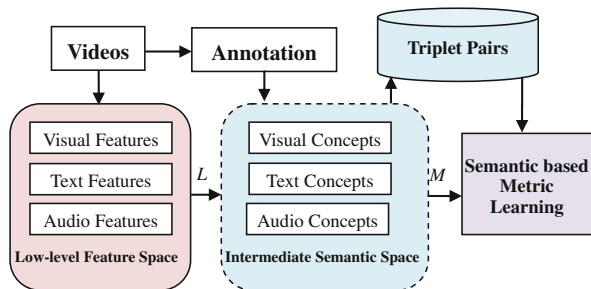 Videos
Annotation
Triplet Pairs
Visual Features
Text Features
Audio Features
Low-level Feature Space
L
Visual Concepts
Text Concepts
Audio Concepts
Intermediate Semantic Space
M
Semantic based
Metric
Learning